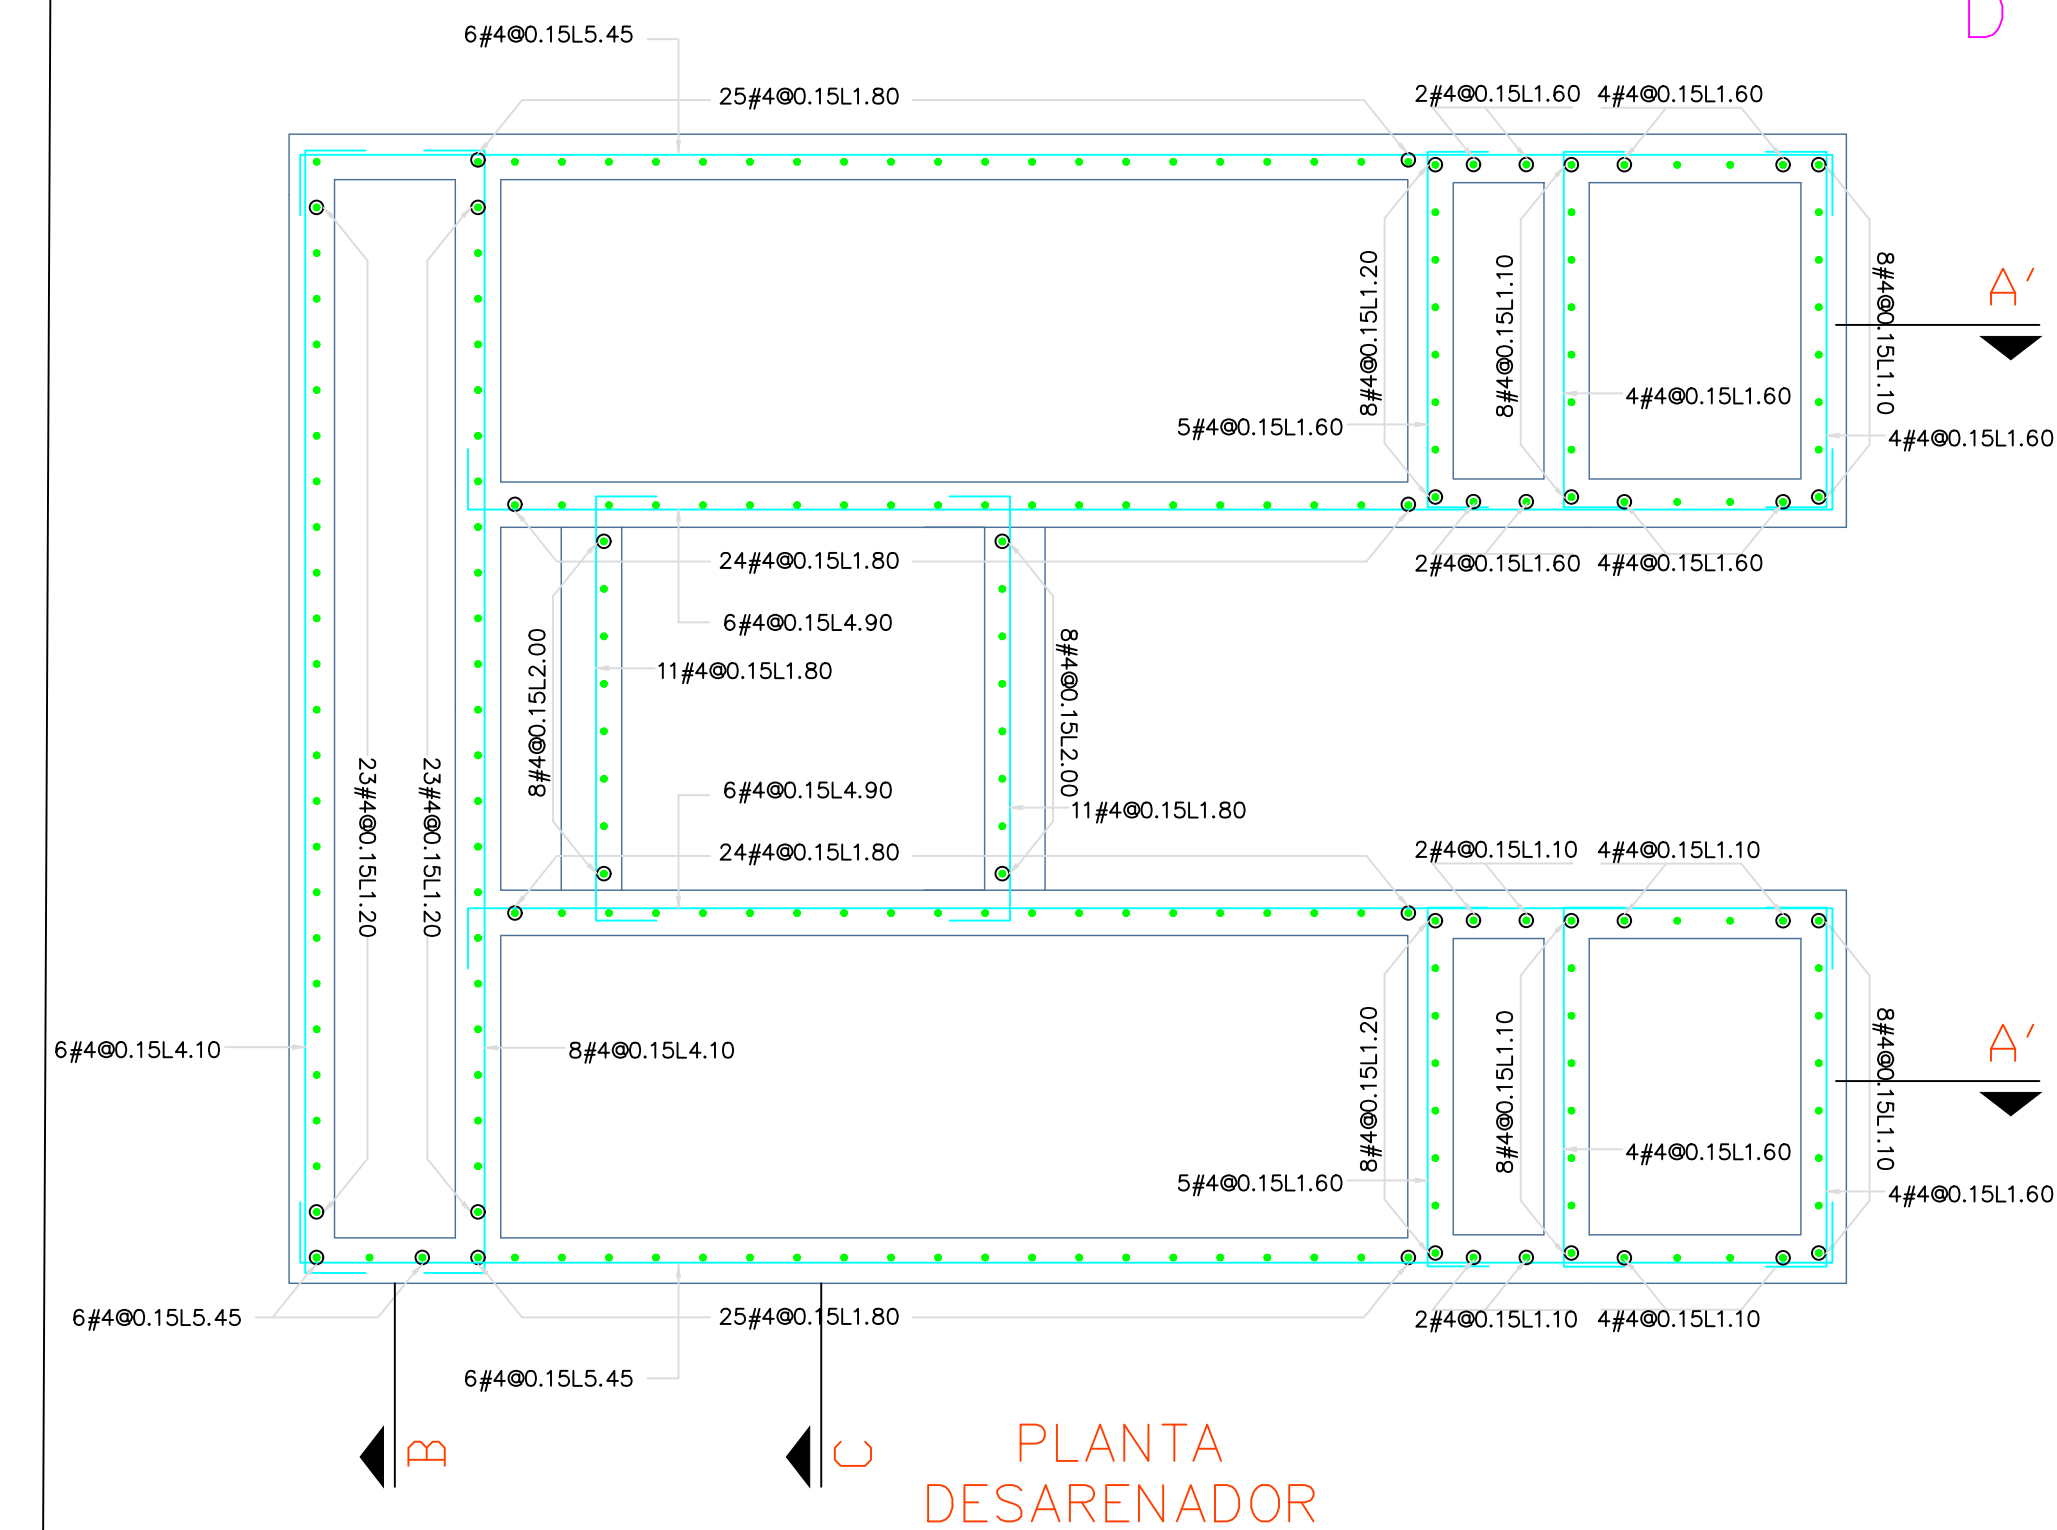 D
6#4@0.15L5.45
25#4@0.15L1.80
2#4@0.15L1.60
4#4@0.15L1.60
8#4@0.15L1.20
8#4@0.15L1.10
8#4@0.15L1.10
A'
4#4@0.15L1.60
5#4@0.15L1.60
4#4@0.15L1.60
24#4@0.15L1.80
2#4@0.15L1.60
4#4@0.15L1.60
6#4@0.15L4.90
8#4@0.15L2.00
11#4@0.15L1.80
8#4@0.15L2.00
6#4@0.15L4.90
11#4@0.15L1.80
23#4@0.15L1.20
23#4@0.15L1.20
24#4@0.15L1.80
2#4@0.15L1.10
4#4@0.15L1.10
6#4@0.15L4.10
8#4@0.15L4.10
8#4@0.15L1.20
8#4@0.15L1.10
8#4@0.15L1.10
A'
4#4@0.15L1.60
5#4@0.15L1.60
4#4@0.15L1.60
6#4@0.15L5.45
25#4@0.15L1.80
2#4@0.15L1.10
4#4@0.15L1.10
6#4@0.15L5.45
B
C
PLANTA
DESARENADOR